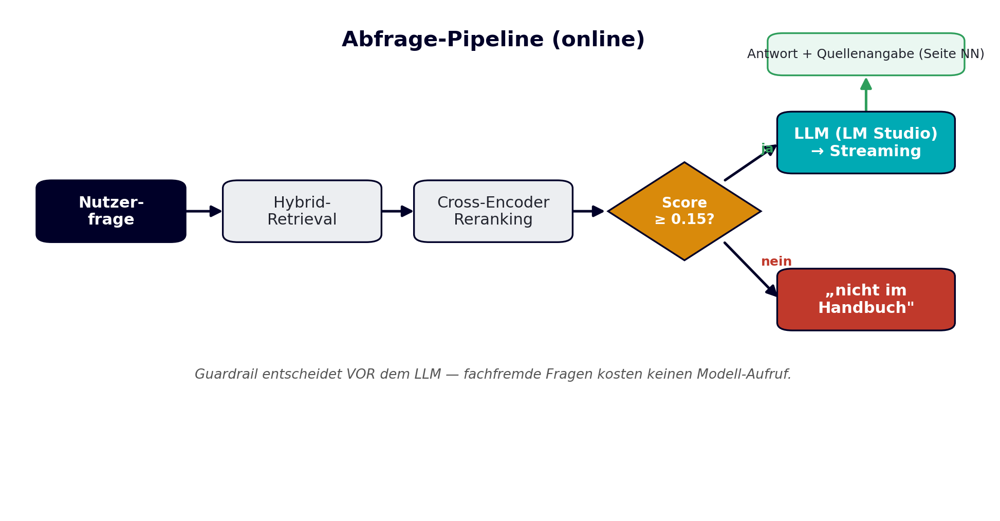 Abfrage-Pipeline (online)
Antwort + Quellenangabe (Seite NN)
LLM (LM Studio)
→ Streaming
ja
Nutzer-
frage
Hybrid-
Retrieval
Cross-Encoder
Reranking
Score
≥ 0.15?
nein
„nicht im
Handbuch"
Guardrail entscheidet VOR dem LLM — fachfremde Fragen kosten keinen Modell-Aufruf.